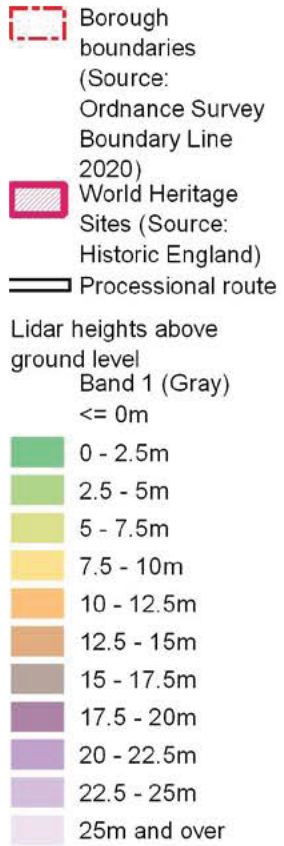 Borough
boundaries
(Source:
Ordnance Survey
Boundary Line
2020)
World Heritage
Sites (Source:
Historic England)
Processional route
Lidar heights above
ground level
Band 1 (Gray)
<= 0m
0 - 2.5m
2.5 - 5m
5 - 7.5m
7.5 - 10m
10 - 12.5m
12.5 - 15m
15 - 17.5m
17.5 - 20m
20 - 22.5m
22.5 - 25m
25m and over